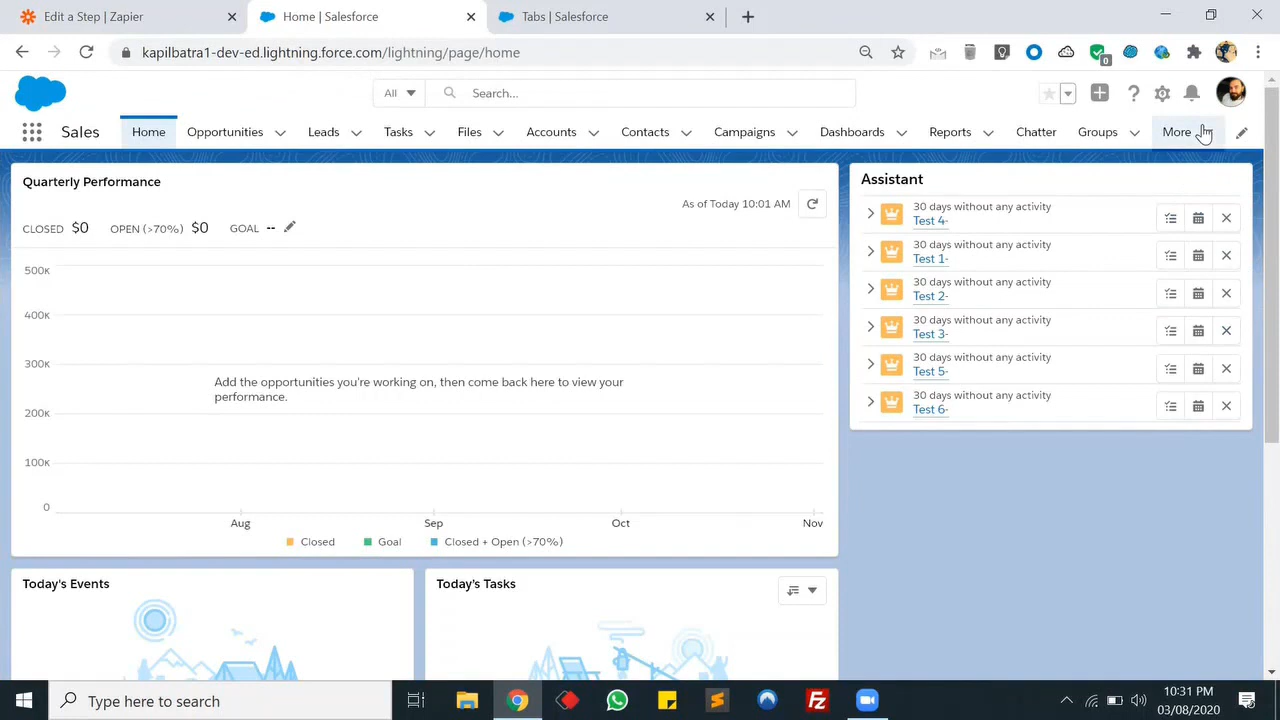 Edit a Step | Zapier
Home | Salesforce
Tabs | Salesforce
kapilbatra1-dev-ed.lightning.force.com/lightning/page/home
0
All
Search...
Sales
Home
Opportunities
Leads
Tasks
Files
Accounts
Contacts
Campaigns
Dashboards
Reports
Chatter
Groups
More
Quarterly Performance
As of Today 10:01 AM
CLOSED $0 OPEN (>70%) $0 GOAL --
500K
400K
300K
200K
100K
0
Add the opportunities you're working on, then come back here to view your
performance.
Aug
Sep
Oct
Nov
Closed
Goal
Closed + Open (>70%)
Assistant
30 days without any activity
Test 4-
30 days without any activity
Test 1-
30 days without any activity
Test 2-
30 days without any activity
Test 3-
30 days without any activity
Test 5-
30 days without any activity
Test 6-
Today's Events
Today's Tasks
Type here to search
10:31 PM
03/08/2020